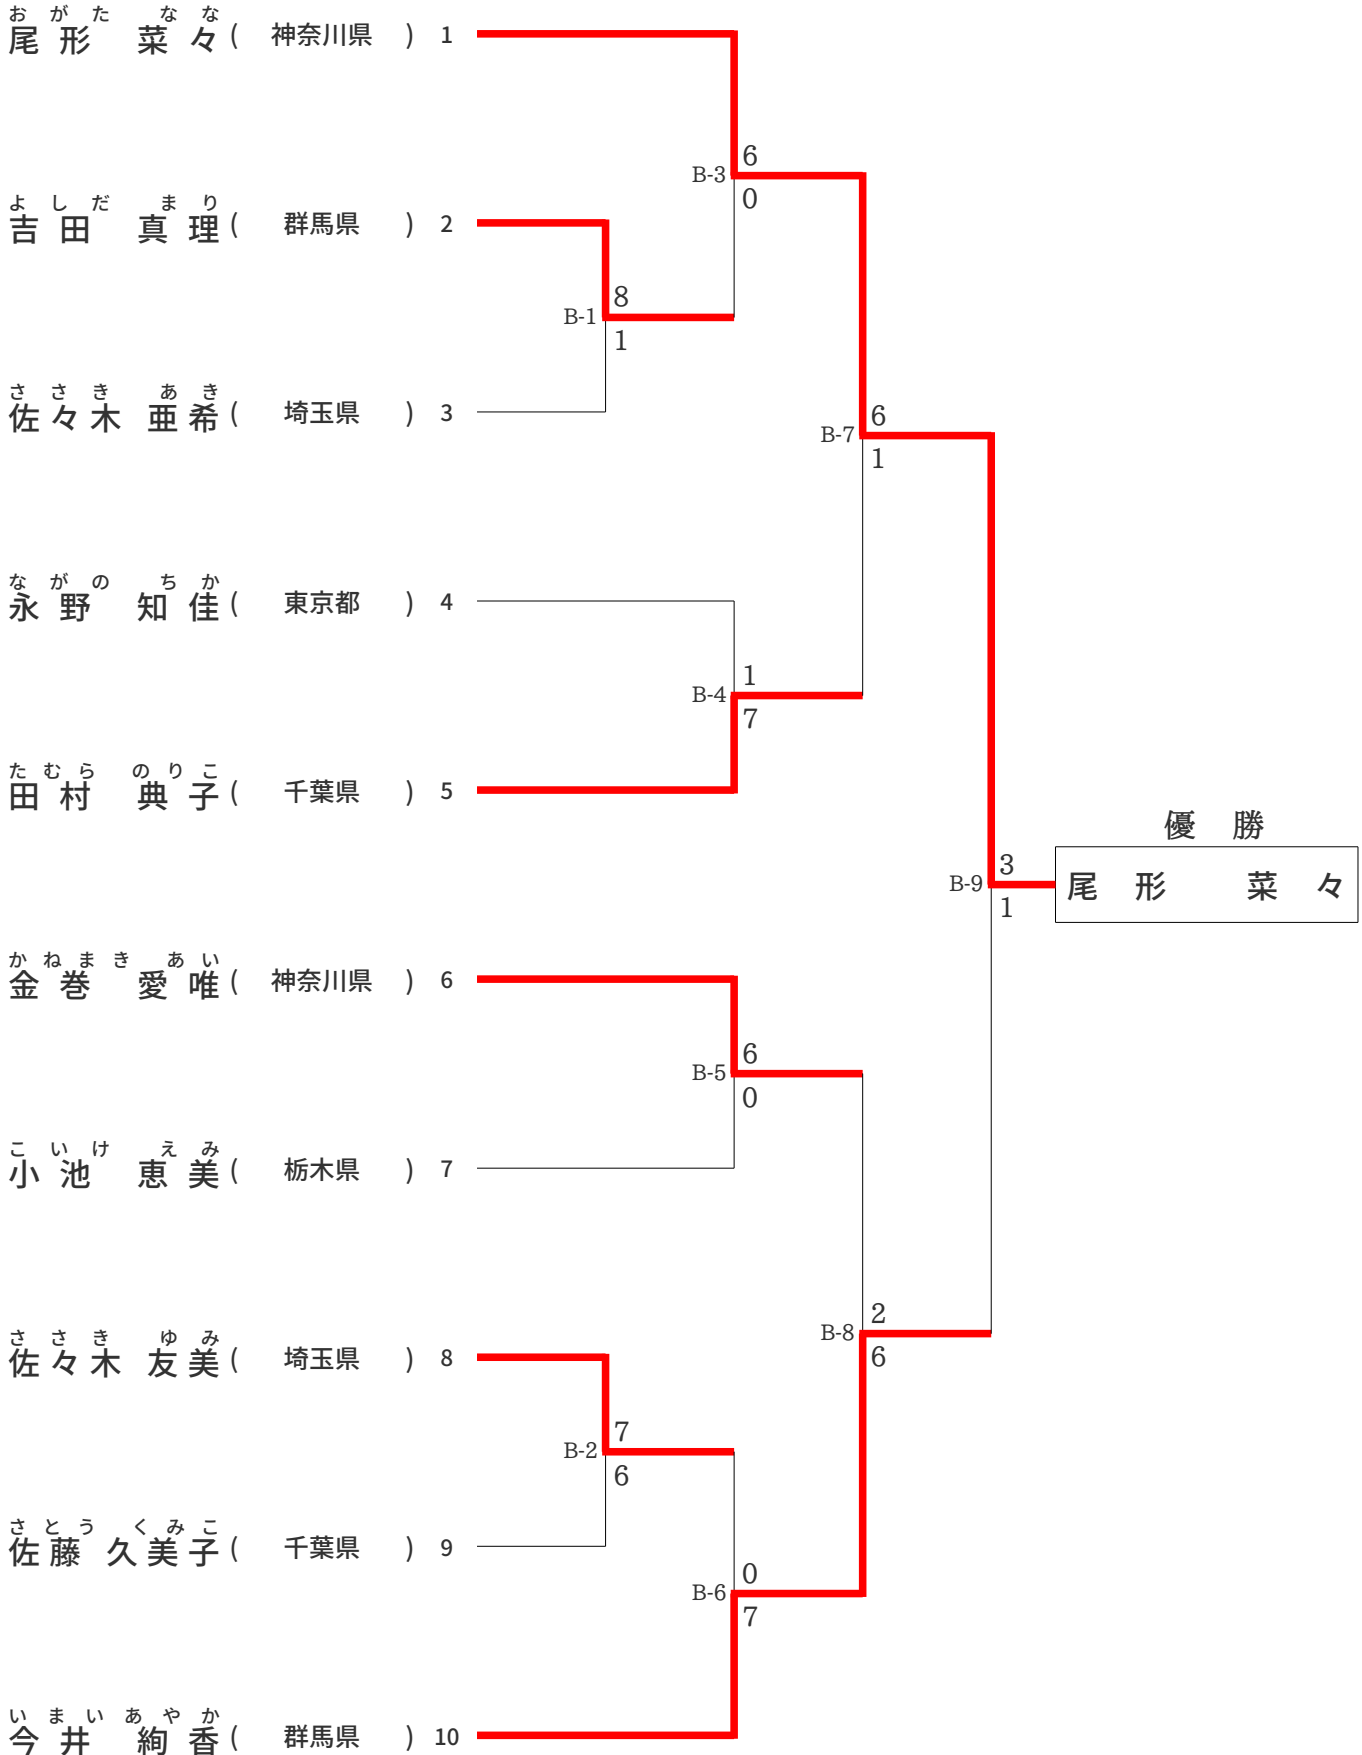 おがた なな
尾形 菜々 ( 神奈川県 ) 1
6
B-3
0
よしだ まり
吉田 真理 ( 群馬県 ) 2
8
B-1
1
ささき あき
佐々木 亜希 ( 埼玉県 ) 3
6
B-7
1
ながの ちか
永野 知佳 ( 東京都 ) 4
1
B-4
7
たむら のりこ
田村 典子 ( 千葉県 ) 5
優勝
3
B-9 尾形 菜々
1
かねまき あい
金巻 愛唯 ( 神奈川県 ) 6
6
B-5
0
こいけ えみ
小池 恵美 ( 栃木県 ) 7
2
B-8
6
ささき ゆみ
佐々木 友美 ( 埼玉県 ) 8
7
B-2
6
さとう くみこ
佐藤 久美子 ( 千葉県 ) 9
0
B-6
7
いまい あやか
今井 絢香 ( 群馬県 ) 10